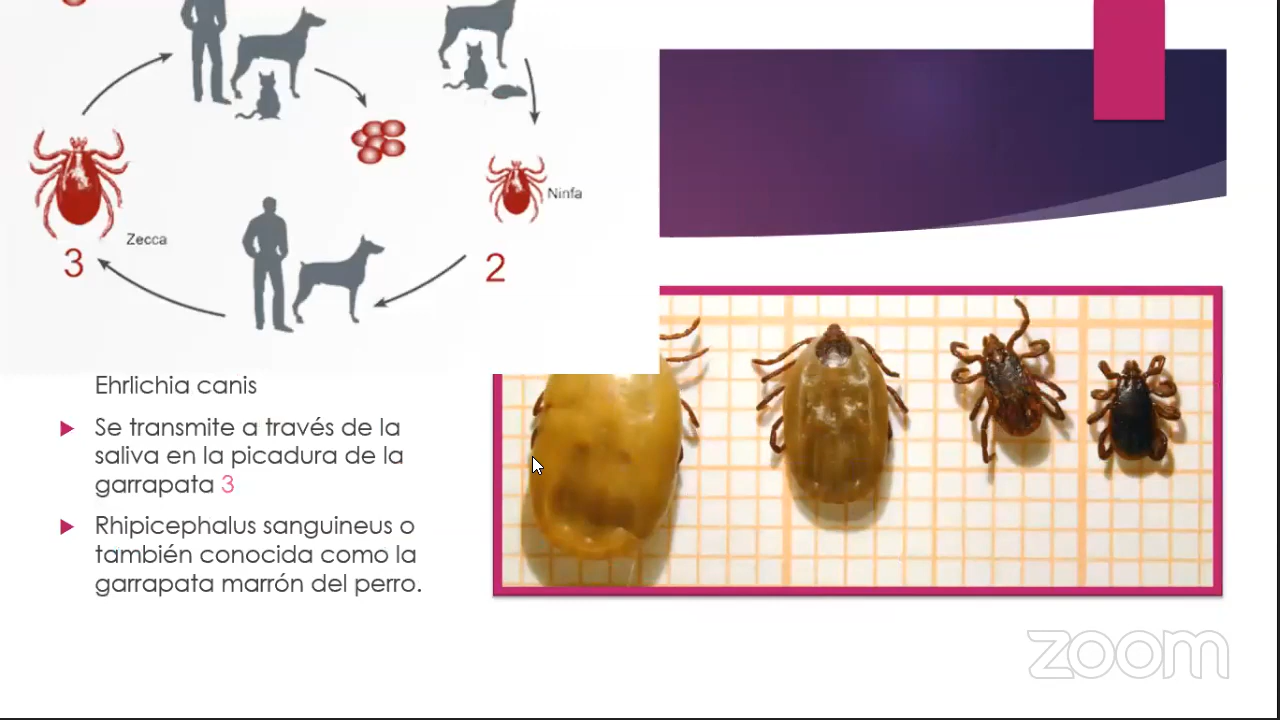 Ninfa
Zecca
3
2
Ehrlichia canis
Se transmite a través de la
saliva en la picadura de la
garrapata 3
Rhipicephalus sanguineus o
también conocida como la
garrapata marrón del perro.
zoom